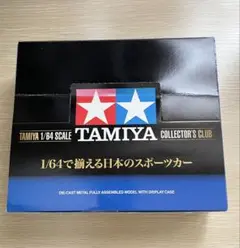 TAMIYA 1/64 SCALE TAMIYA COLLECTOR'S CLUB
1/64で揃える日本のスポーツカー
DIE-CAST METAL FULLY ASSEMBLED MODEL WITH DISPLAY CASE